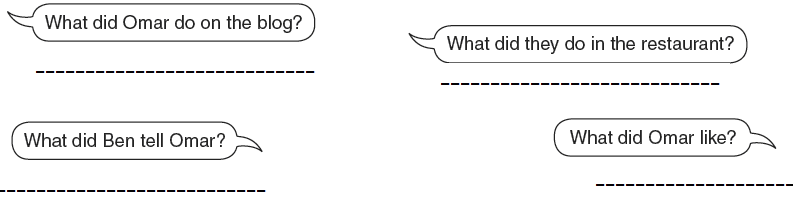 What did Omar do on the blog?
What did they do in the restaurant?
What did Ben tell Omar?
What did Omar like?